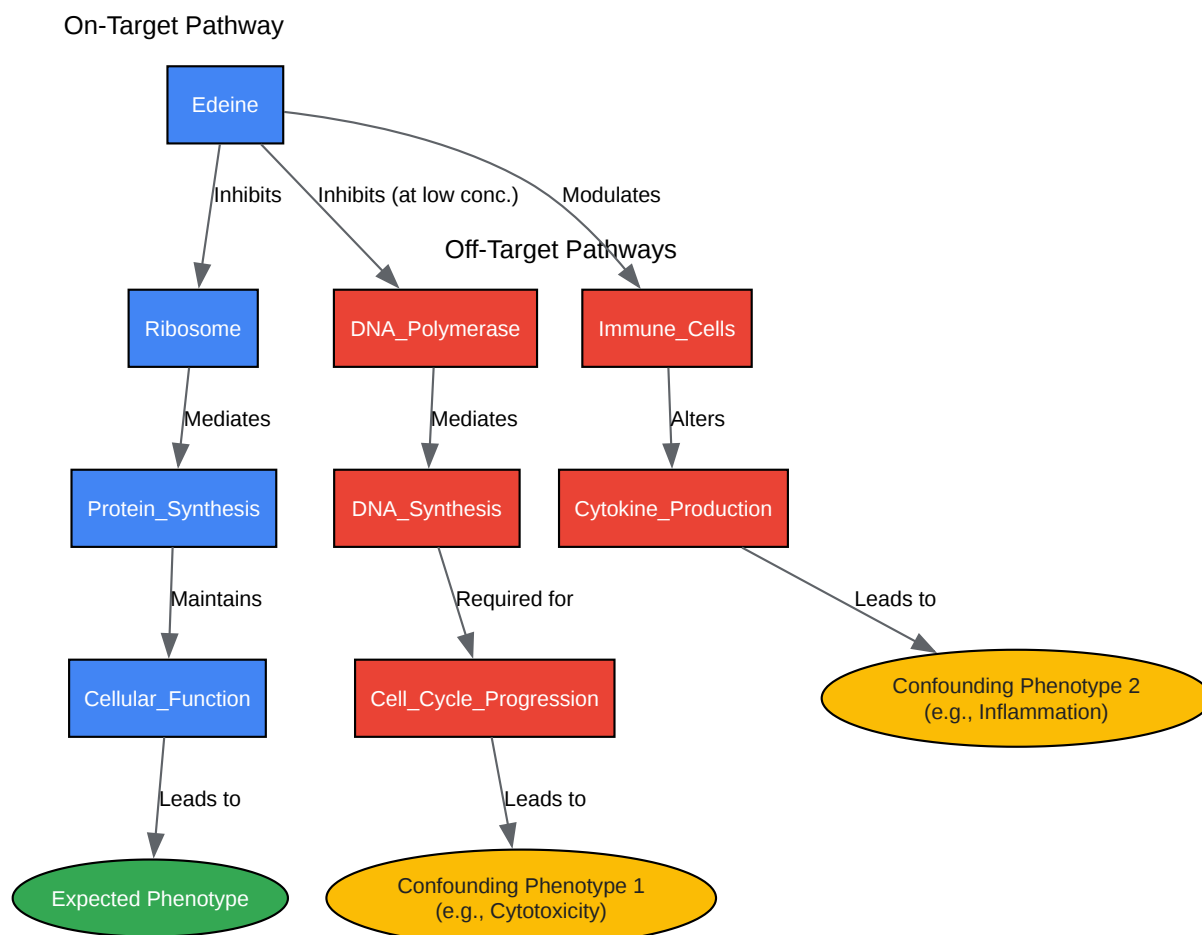 On-Target Pathway
Edeine
Inhibits
Inhibits (at low conc.)
Modulates
Off-Target Pathways
Ribosome
DNA_Polymerase
Immune_Cells
Mediates
Mediates
Alters
Protein_Synthesis
DNA_Synthesis
Cytokine_Production
Maintains
Required for
Leads to
Cellular_Function
Cell_Cycle_Progression
Confounding Phenotype 2
(e.g., Inflammation)
Leads to
Leads to
Expected Phenotype
Confounding Phenotype 1
(e.g., Cytotoxicity)